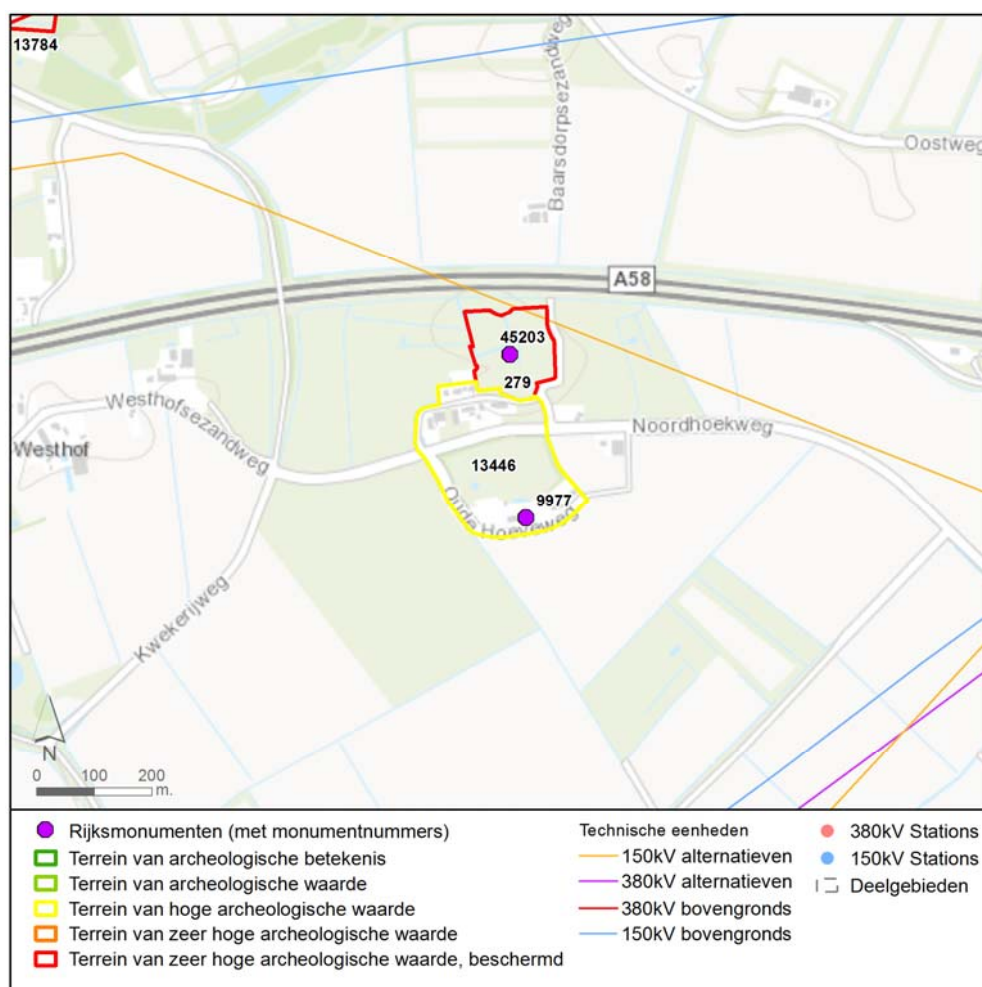 13784
Baarsdorpsezandweg
Oostweg
A58
45203
279
Westhofsezandweg
Noordhoekweg
Westhof
13446
9977
Oude Hoeveweg
Kwekerijweg
N
0 100 200
m.
Rijksmonumenten (met monumentnummers)
Terrein van archeologische betekenis
Terrein van archeologische waarde
Terrein van hoge archeologische waarde
Terrein van zeer hoge archeologische waarde
Terrein van zeer hoge archeologische waarde, beschermd
Technische eenheden
150kV alternatieven
380kV alternatieven
380kV bovengronds
150kV bovengronds
380kV Stations
150kV Stations
Deelgebieden